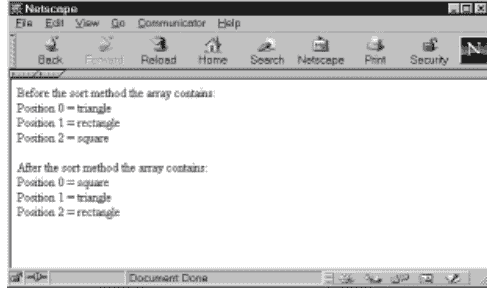 Netscape
File Edit View Go Communicator Help
Back Forward Reload Home Search Netscape Print Security N
Before the sort method the array contains:
Position 0 = triangle
Position 1 = rectangle
Position 2 = square
After the sort method the array contains:
Position 0 = square
Position 1 = triangle
Position 2 = rectangle
Document Done